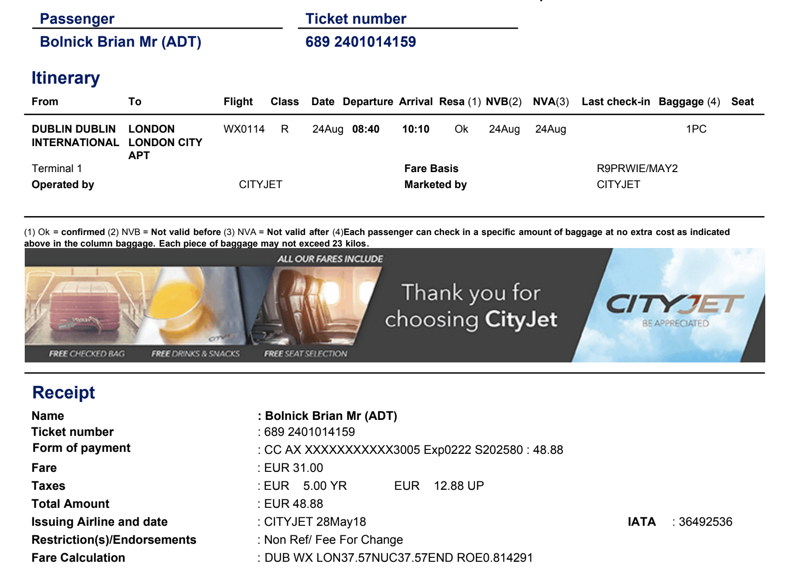 Passenger Ticket number
Bolnick Brian Mr (ADT) 689 2401014159
Itinerary
From To Flight Class Date Departure Arrival Resa (1) NVB(2) NVA(3) Last check-in Baggage (4) Seat
DUBLIN DUBLIN LONDON WX0114 R 24Aug 08:40 10:10 Ok 24Aug 24Aug 1PC
INTERNATIONAL LONDON CITY
APT
Terminal 1 Fare Basis R9PRWIE/MAY2
Operated by CITYJET Marketed by CITYJET
(1) Ok = confirmed (2) NVB = Not valid before (3) NVA = Not valid after (4)Each passenger can check in a specific amount of baggage at no extra cost as indicated
above in the column baggage. Each piece of baggage may not exceed 23 kilos.
ALL OUR FARES INCLUDE
Thank you for
choosing CityJet
CITYJET
BE APPRECIATED
CITYJET
FREE CHECKED BAG FREE DRINKS & SNACKS FREE SEAT SELECTION
Receipt
Name : Bolnick Brian Mr (ADT)
Ticket number : 689 2401014159
Form of payment : CC AX XXXXXXXXXXX3005 Exp0222 S202580 : 48.88
Fare : EUR 31.00
Taxes : EUR 5.00 YR EUR 12.88 UP
Total Amount : EUR 48.88
Issuing Airline and date : CITYJET 28May18 IATA : 36492536
Restriction(s)/Endorsements : Non Ref/ Fee For Change
Fare Calculation : DUB WX LON37.57NUC37.57END ROE0.814291